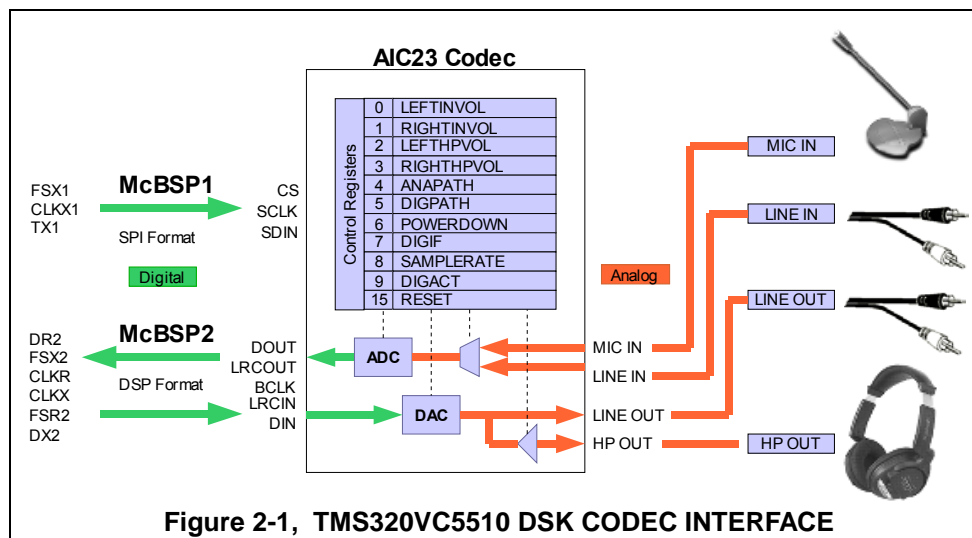 AIC23 Codec
Control Registers
0 LEFTINVOL
1 RIGHTINVOL
2 LEFTHPVOL
3 RIGHTHPVOL
4 ANAPATH
5 DIGPATH
6 POWERDOWN
7 DIGIF
8 SAMPLERATE
9 DIGACT
15 RESET
McBSP1
FSX1
CLKX1
TX1
SPI Format
CS
SCLK
SDIN
Digital
Analog
McBSP2
DR2
FSX2
CLKR
CLKX
FSR2
DX2
DSP Format
DOUT
LRCOUT
BCLK
LRCIN
DIN
ADC
DAC
MIC IN
LINE IN
LINE OUT
HP OUT
MIC IN
LINE IN
LINE OUT
HP OUT
Figure 2-1, TMS320VC5510 DSK CODEC INTERFACE